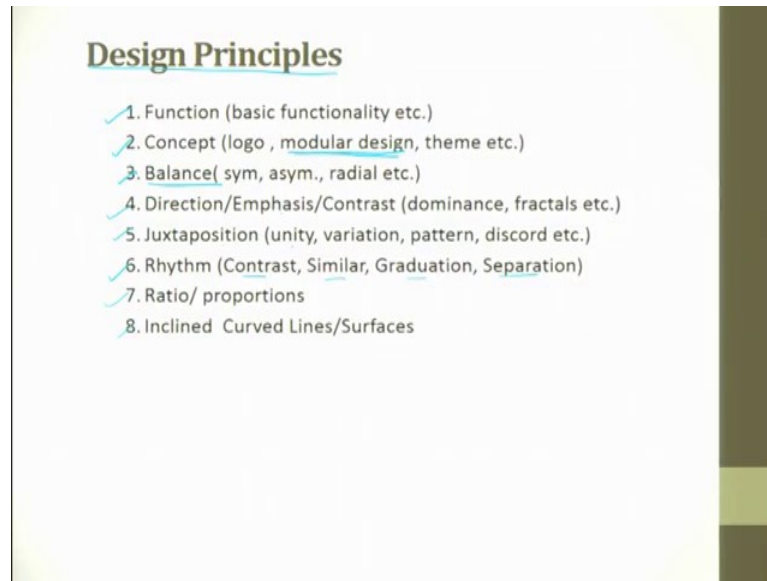 Design Principles
1. Function (basic functionality etc.)
2. Concept (logo , modular design, theme etc.)
3. Balance( sym, asym., radial etc.)
4. Direction/Emphasis/Contrast (dominance, fractals etc.)
5. Juxtaposition (unity, variation, pattern, discord etc.)
6. Rhythm (Contrast, Similar, Graduation, Separation)
7. Ratio/ proportions
8. Inclined  Curved Lines/Surfaces